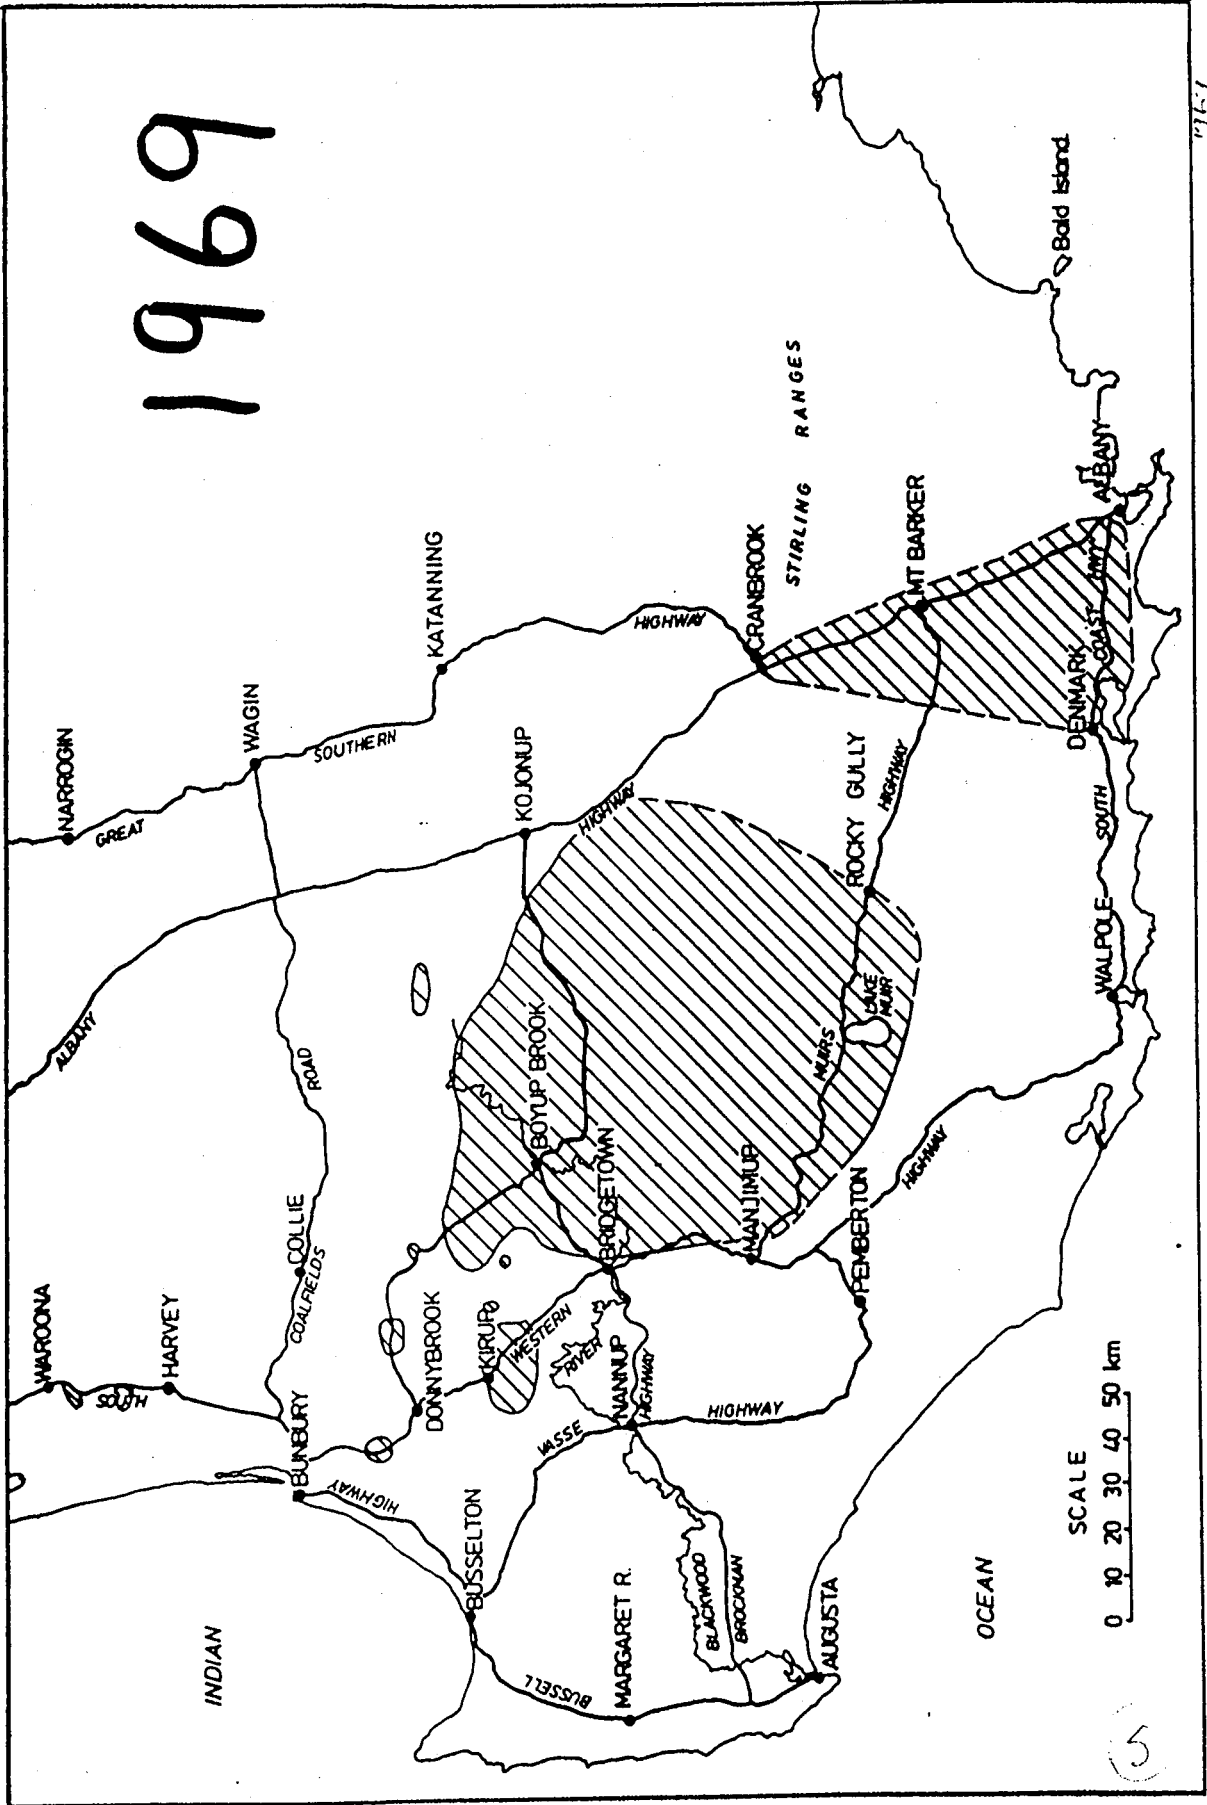 1969
NARROGIN
GREAT
WAGIN
SOUTHERN
KATANNING
HIGHWAY
CRANBROOK
STIRLING RANGES
MT BARKER
ALBANY
Bald Island
DENMARK
COAST
HWY
SOUTH
WALPOLE
ALBANY
KOJONUP
HIGHWAY
ROCKY GULLY
HIGHWAY
LAKE
MUIR
MUIRS
ROAD
COLLIE
COALFIELDS
WAROONA
HARVEY
BUNBURY
HIGHWAY
BOYUP BROOK
BRIDGETOWN
MANJIMUP
PEMBERTON
HIGHWAY
DONNYBROOK
KIRUP
WESTERN
RIVER
NANNUP
HIGHWAY
HIGHWAY
VASSE
BUSSELTON
BUSSELL
MARGARET R.
BLACKWOOD
BROCKMAN
AUGUSTA
INDIAN
OCEAN
SCALE
0 10 20 30 40 50 km
5